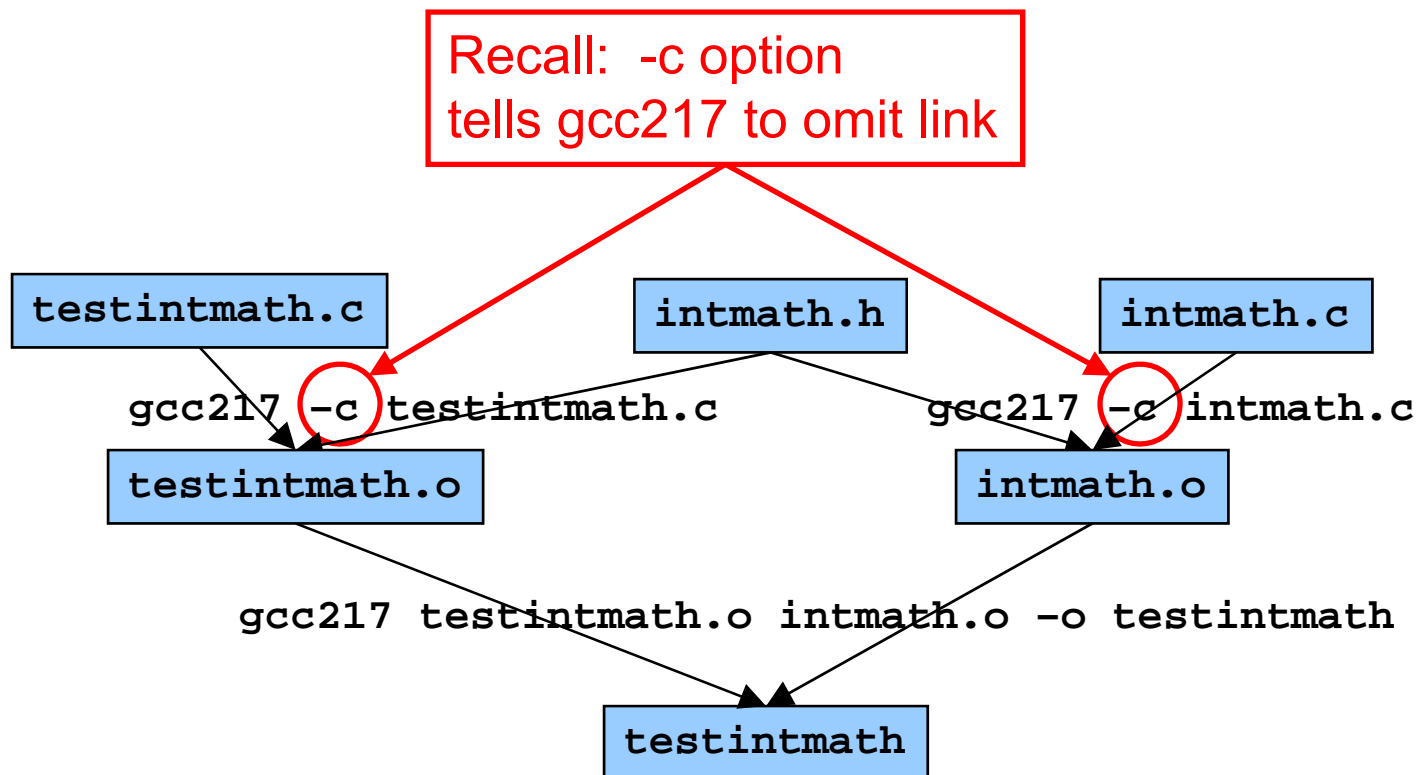 Recall: -c option
tells gcc217 to omit link
testintmath.c
intmath.h
intmath.c
gcc217 –c testintmath.c
gcc217 –c intmath.c
testintmath.o
intmath.o
gcc217 testintmath.o intmath.o –o testintmath
testintmath